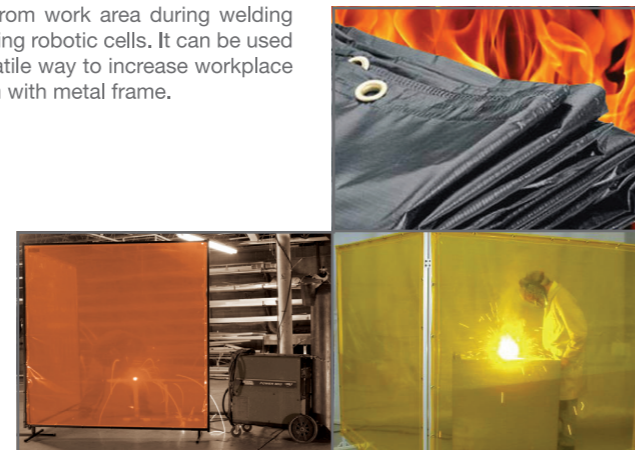 rom work area during welding
ing robotic cells. It can be used
atile way to increase workplace
with metal frame.